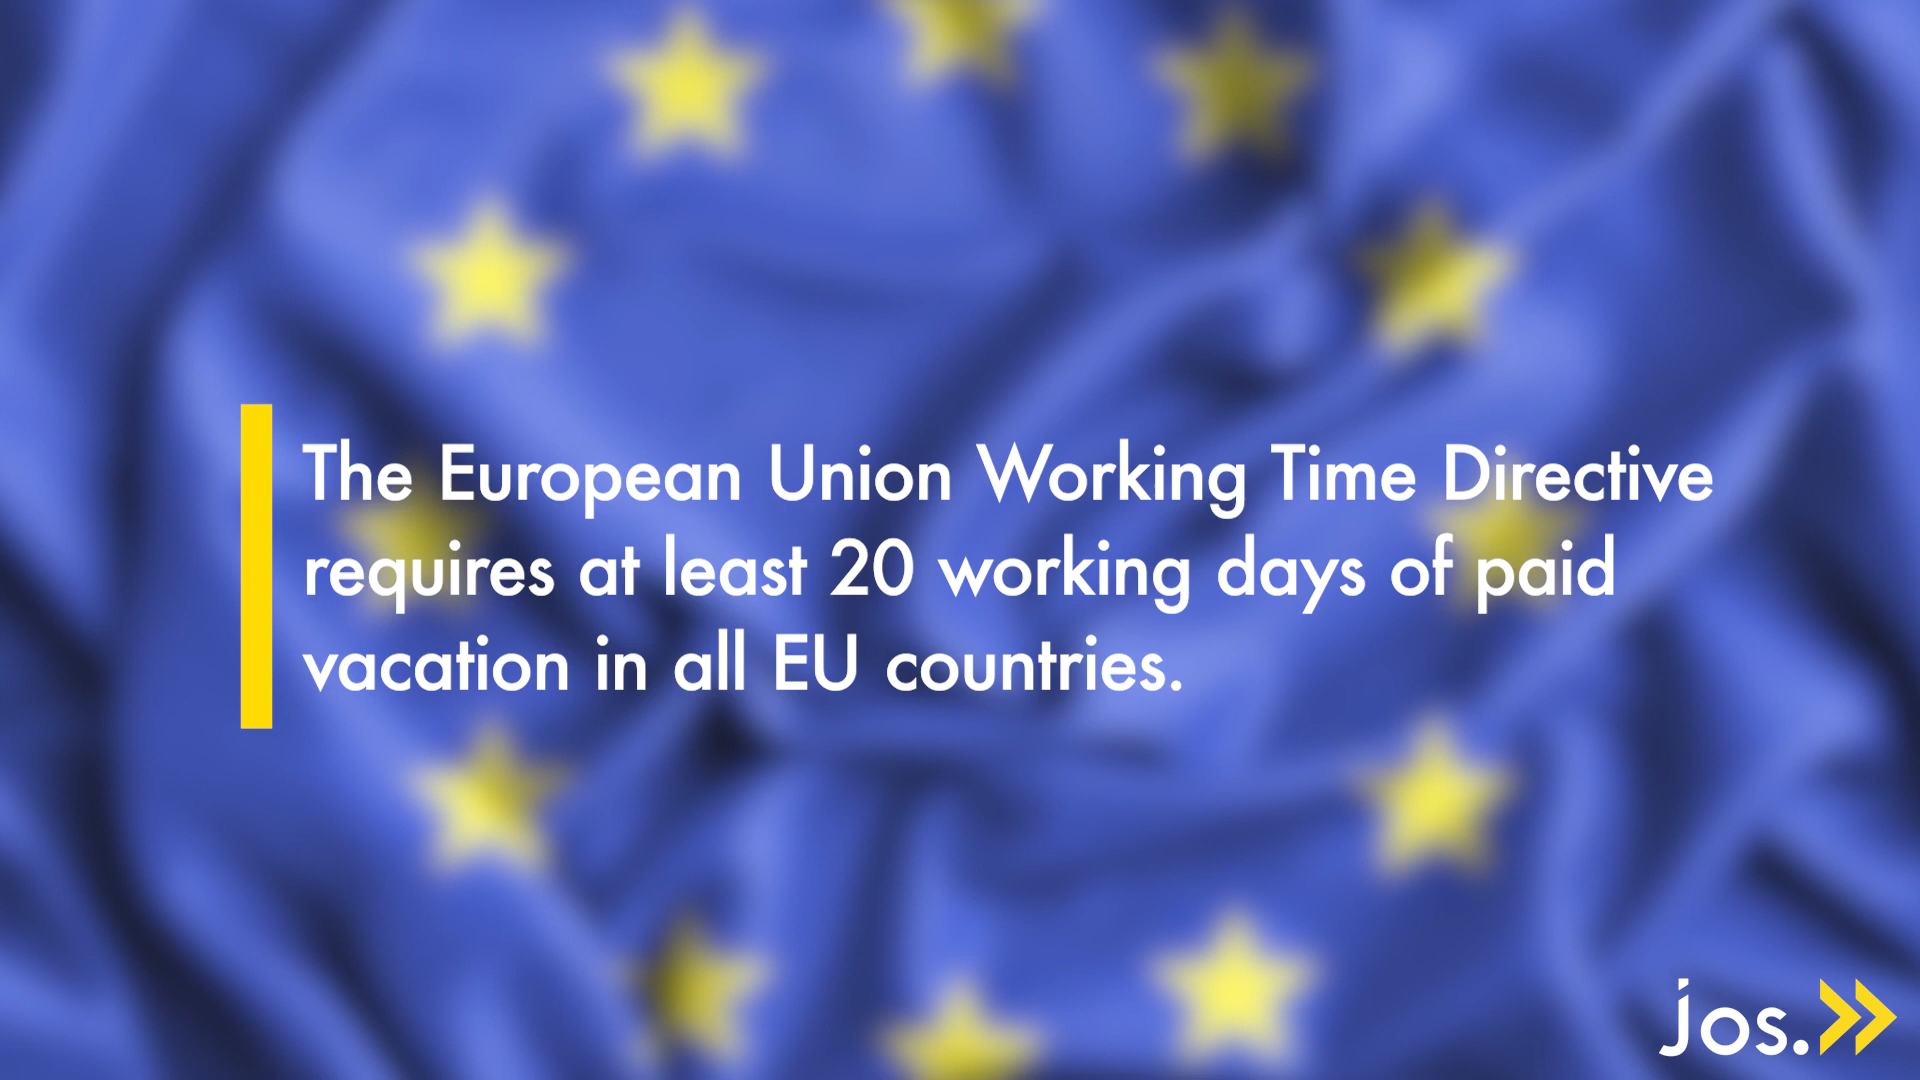 The European Union Working Time Directive
requires at least 20 working days of paid
vacation in all EU countries.
jos.